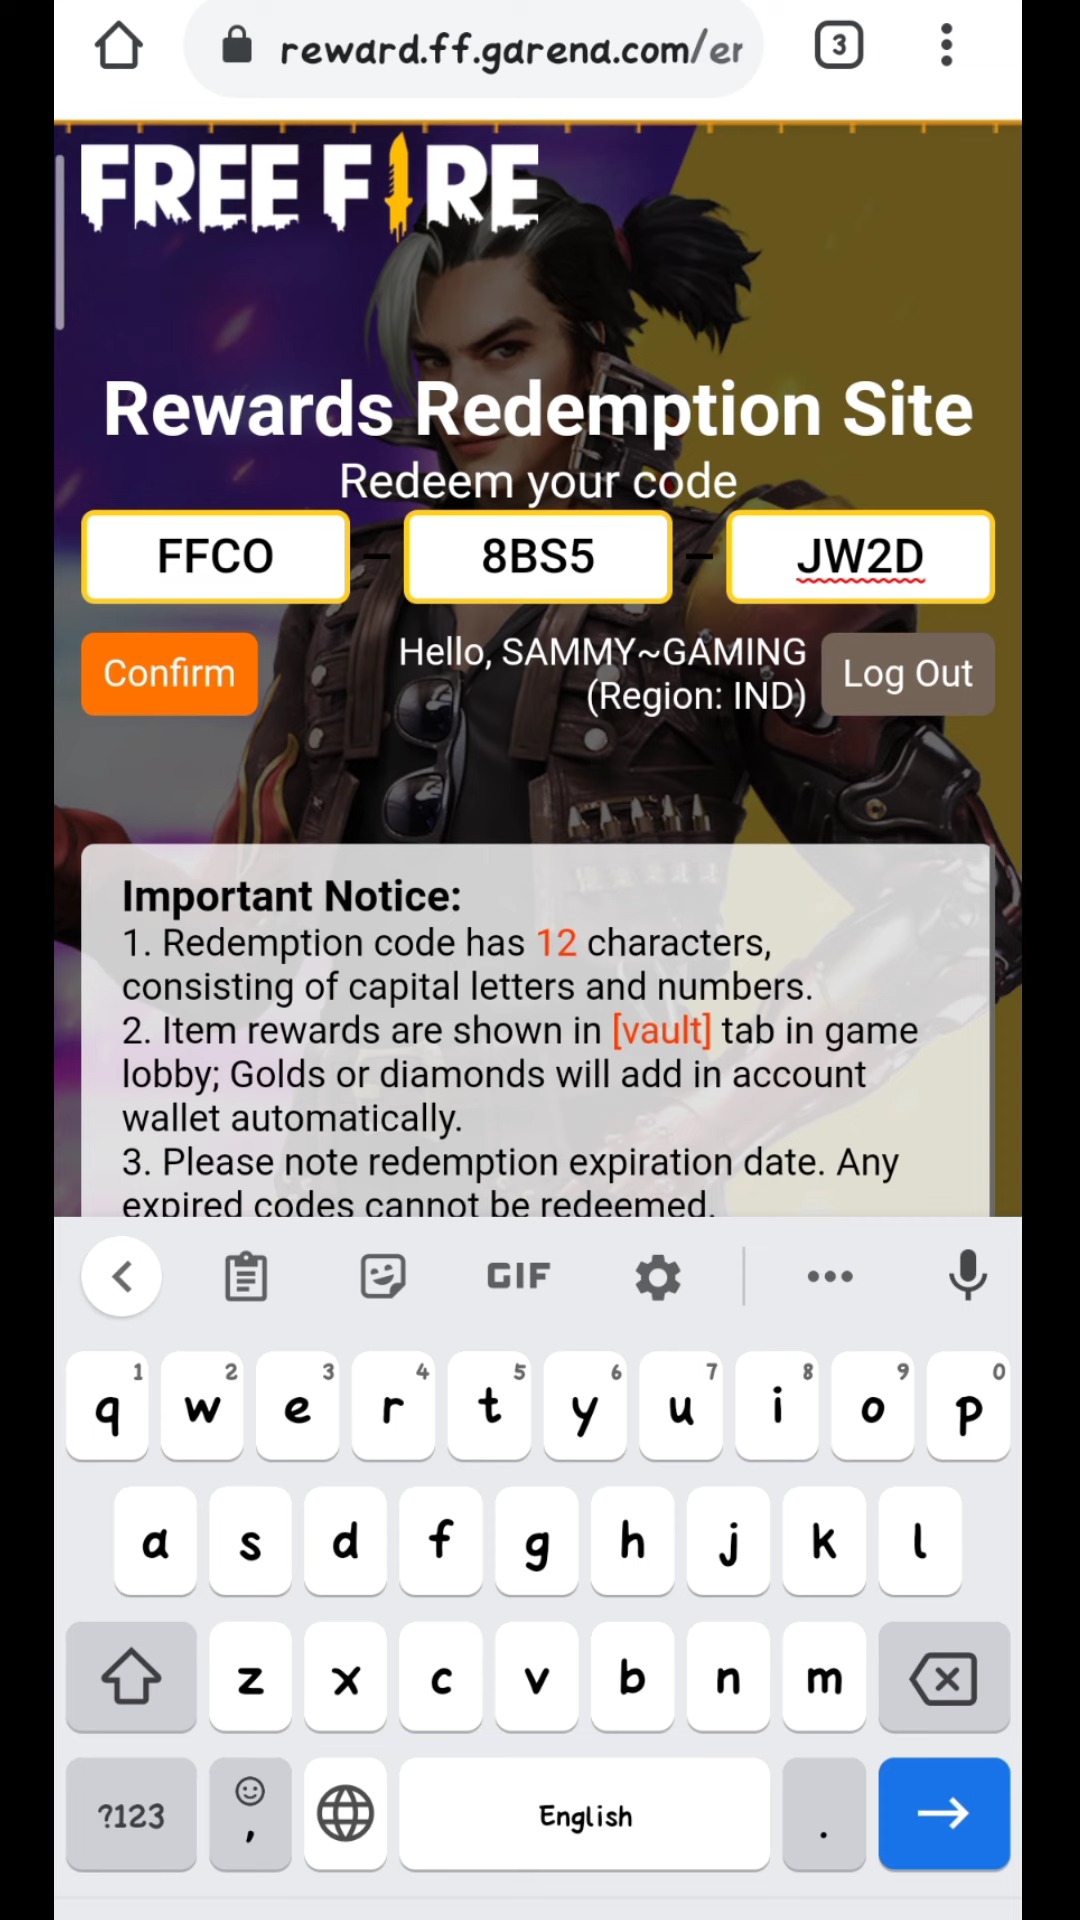 reward.ff.garena.com/er
3
FREE FIRE
Rewards Redemption Site
Redeem your code
FFCO – 8BS5 – JW2D
Confirm
Hello, SAMMY~GAMING
(Region: IND)
Log Out
Important Notice:
1. Redemption code has 12 characters,
consisting of capital letters and numbers.
2. Item rewards are shown in [vault] tab in game
lobby; Golds or diamonds will add in account
wallet automatically.
3. Please note redemption expiration date. Any
expired codes cannot be redeemed.
GIF
1 2 3 4 5 6 7 8 9 0
q w e r t y u i o p
a s d f g h j k l
z x c v b n m
?123 , English .